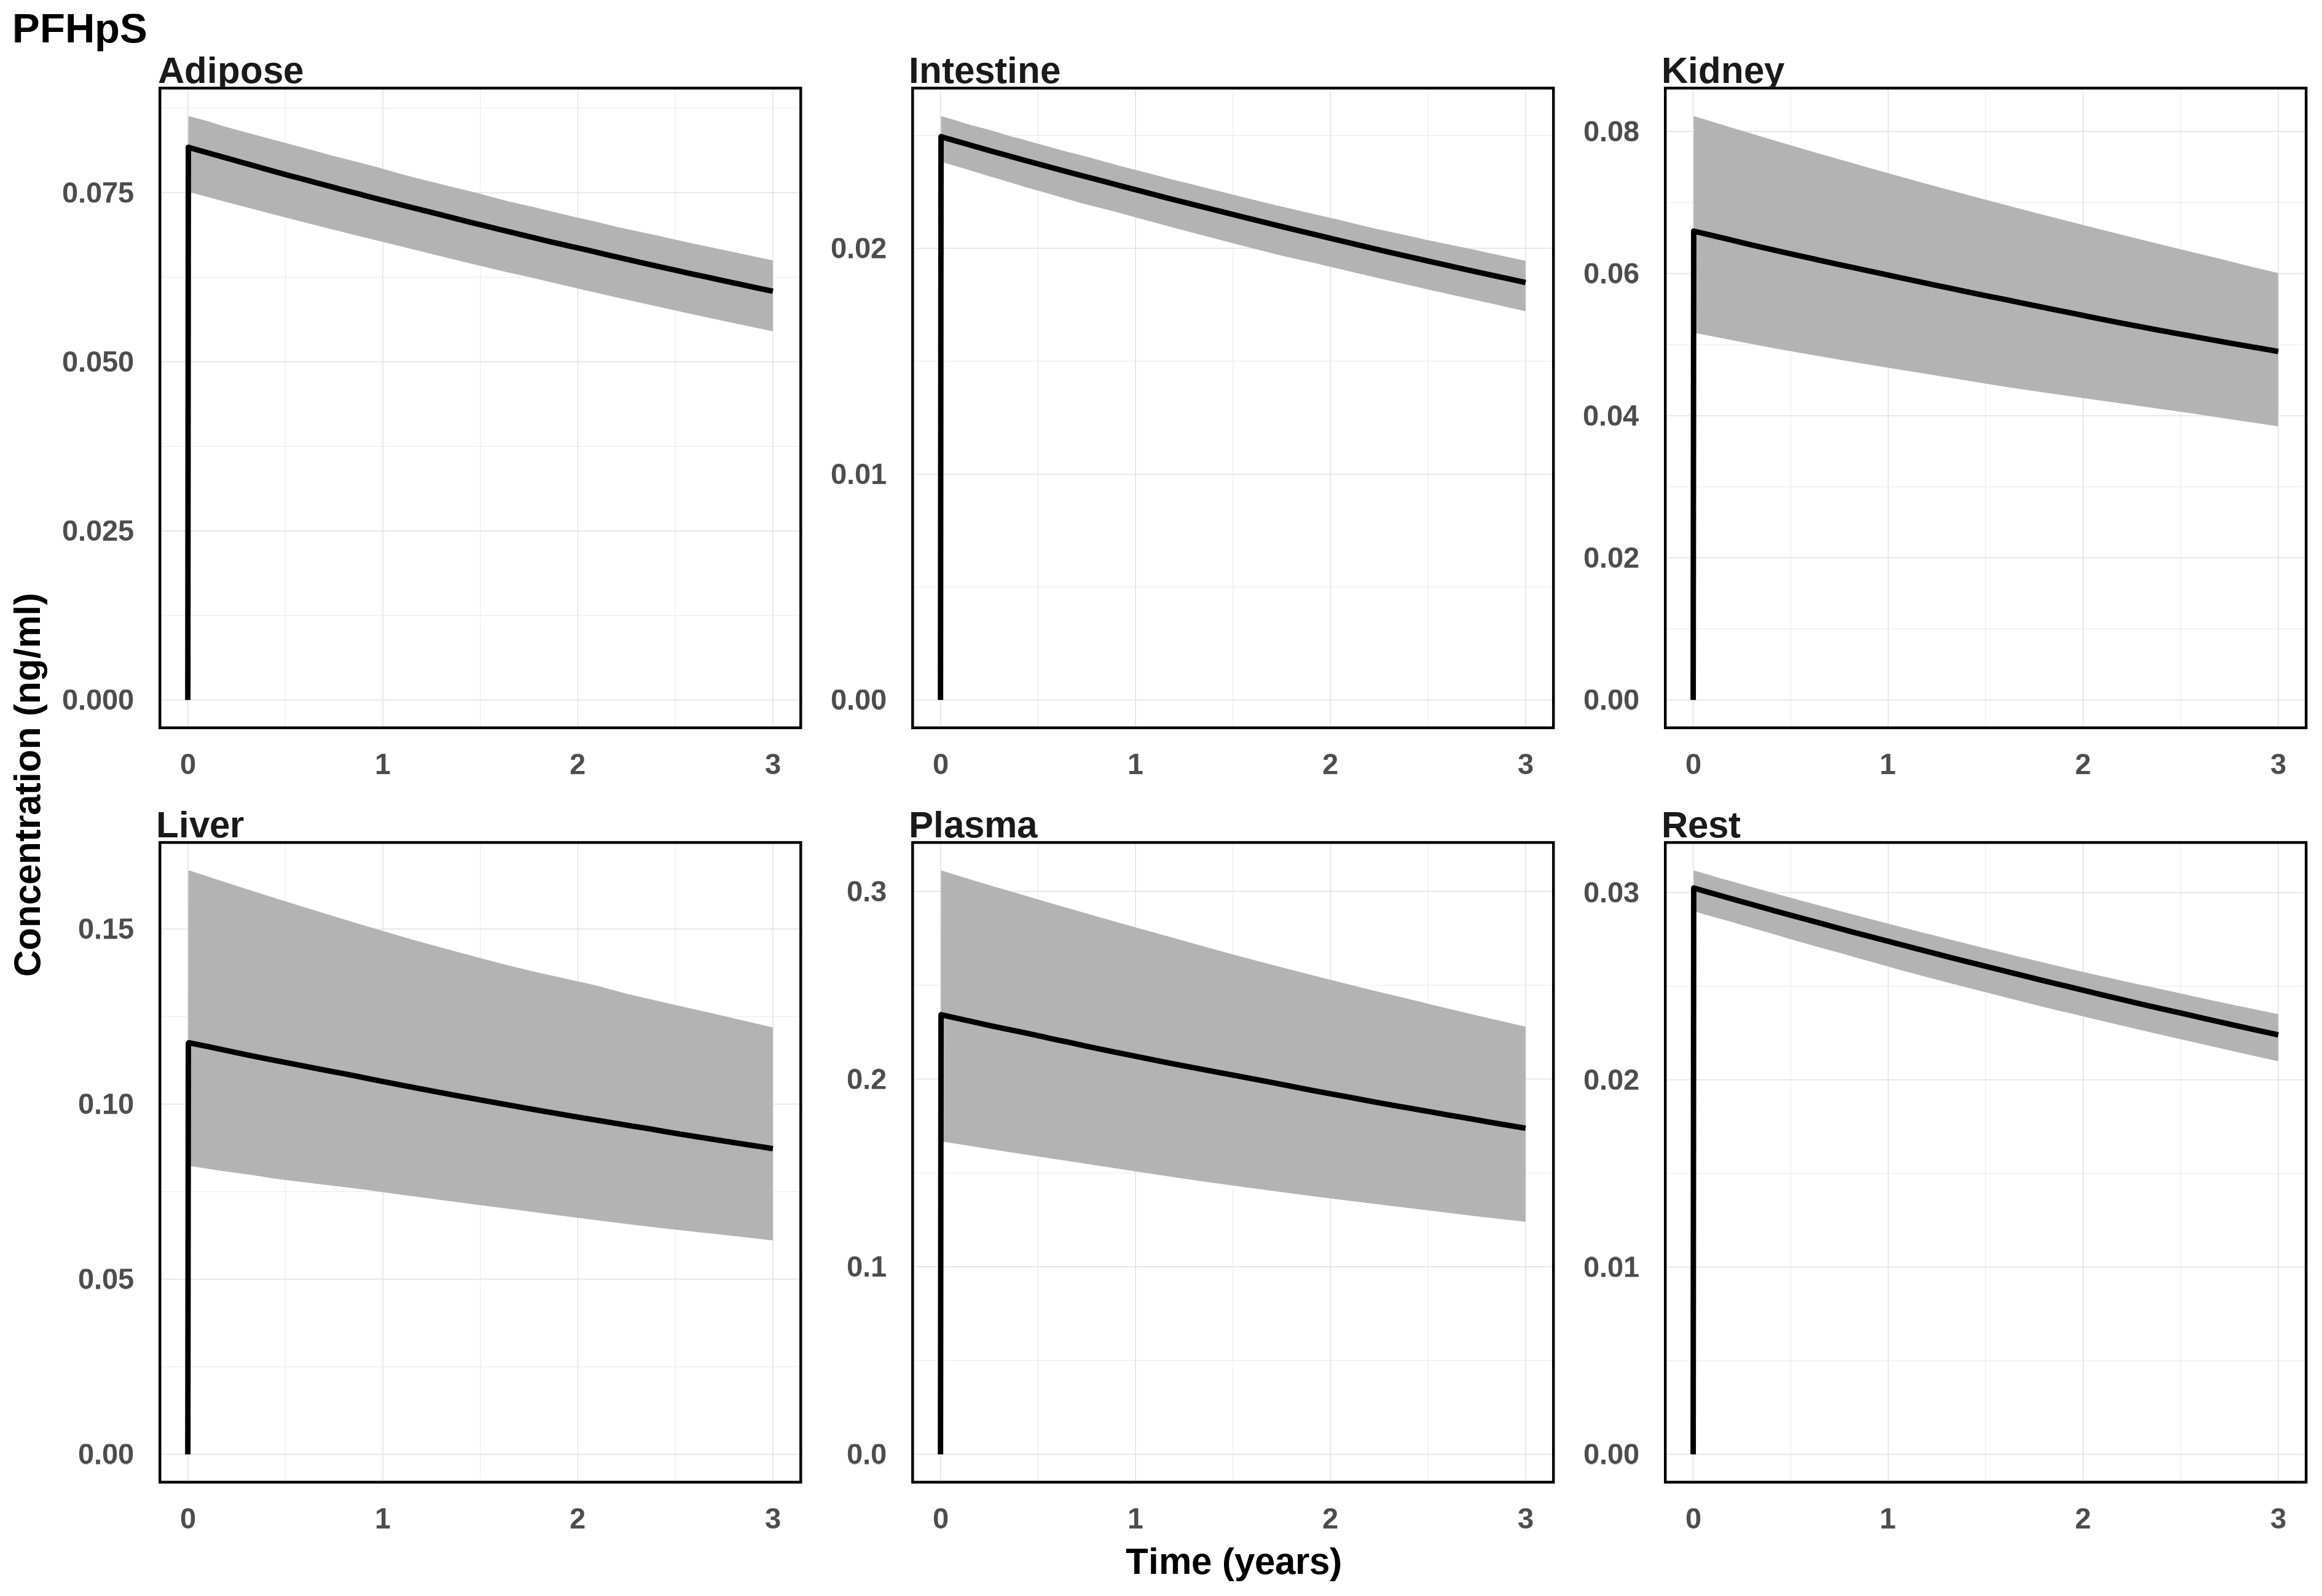 PFHpS
Adipose
Intestine
Kidney
0.075
0.050
0.025
0.000
0.02
0.01
0.00
0.08
0.06
0.04
0.02
0.00
0 1 2 3
0 1 2 3
0 1 2 3
Concentration (ng/ml)
Liver
Plasma
Rest
0.15
0.10
0.05
0.00
0.3
0.2
0.1
0.0
0.03
0.02
0.01
0.00
0 1 2 3
0 1 2 3
0 1 2 3
Time (years)